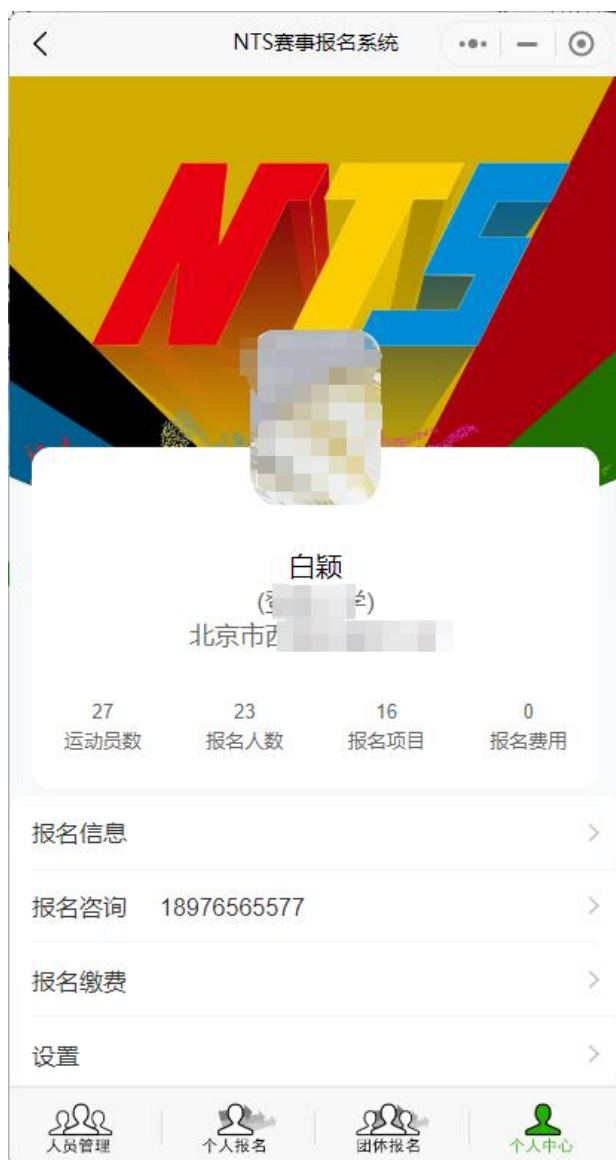 NTS赛事报名系统
NTS
白颖
学)
北京市西
27 23 16 0
运动员数 报名人数 报名项目 报名费用
报名信息
报名咨询 18976565577
报名缴费
设置
人员管理 个人报名 团休报名 个人中心